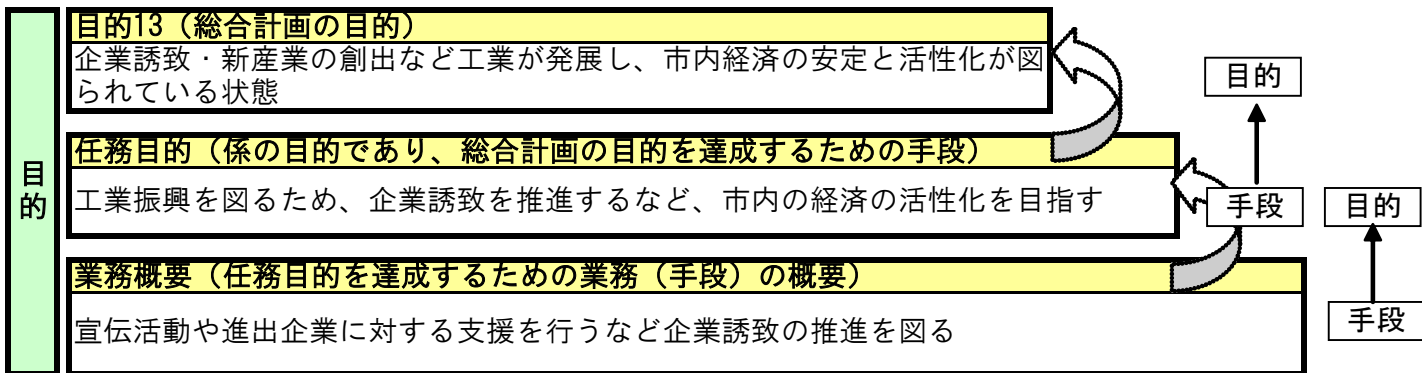 目的
目的13（総合計画の目的）
企業誘致・新産業の創出など工業が発展し、市内経済の安定と活性化が図
られている状態
任務目的（係の目的であり、総合計画の目的を達成するための手段）
工業振興を図るため、企業誘致を推進するなど、市内の経済の活性化を目指す
業務概要（任務目的を達成するための業務（手段）の概要）
宣伝活動や進出企業に対する支援を行うなど企業誘致の推進を図る
目的
手段
目的
手段